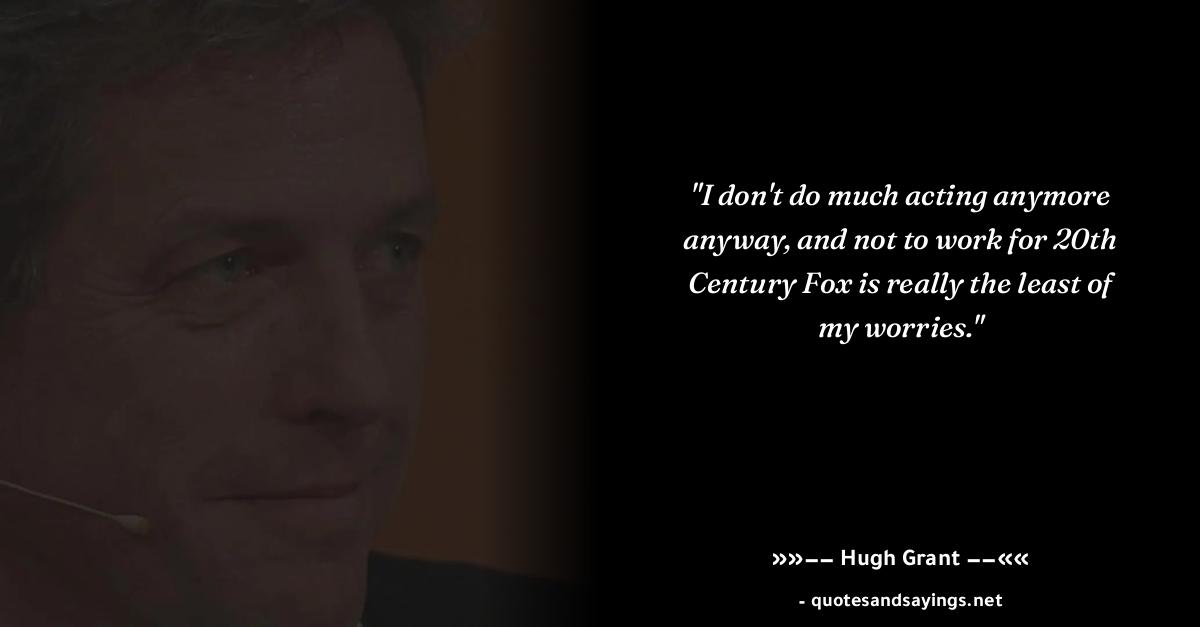 "I don't do much acting anymore
anyway, and not to work for 20th
Century Fox is really the least of
my worries."
»»–– Hugh Grant ––««
- quotesandsayings.net